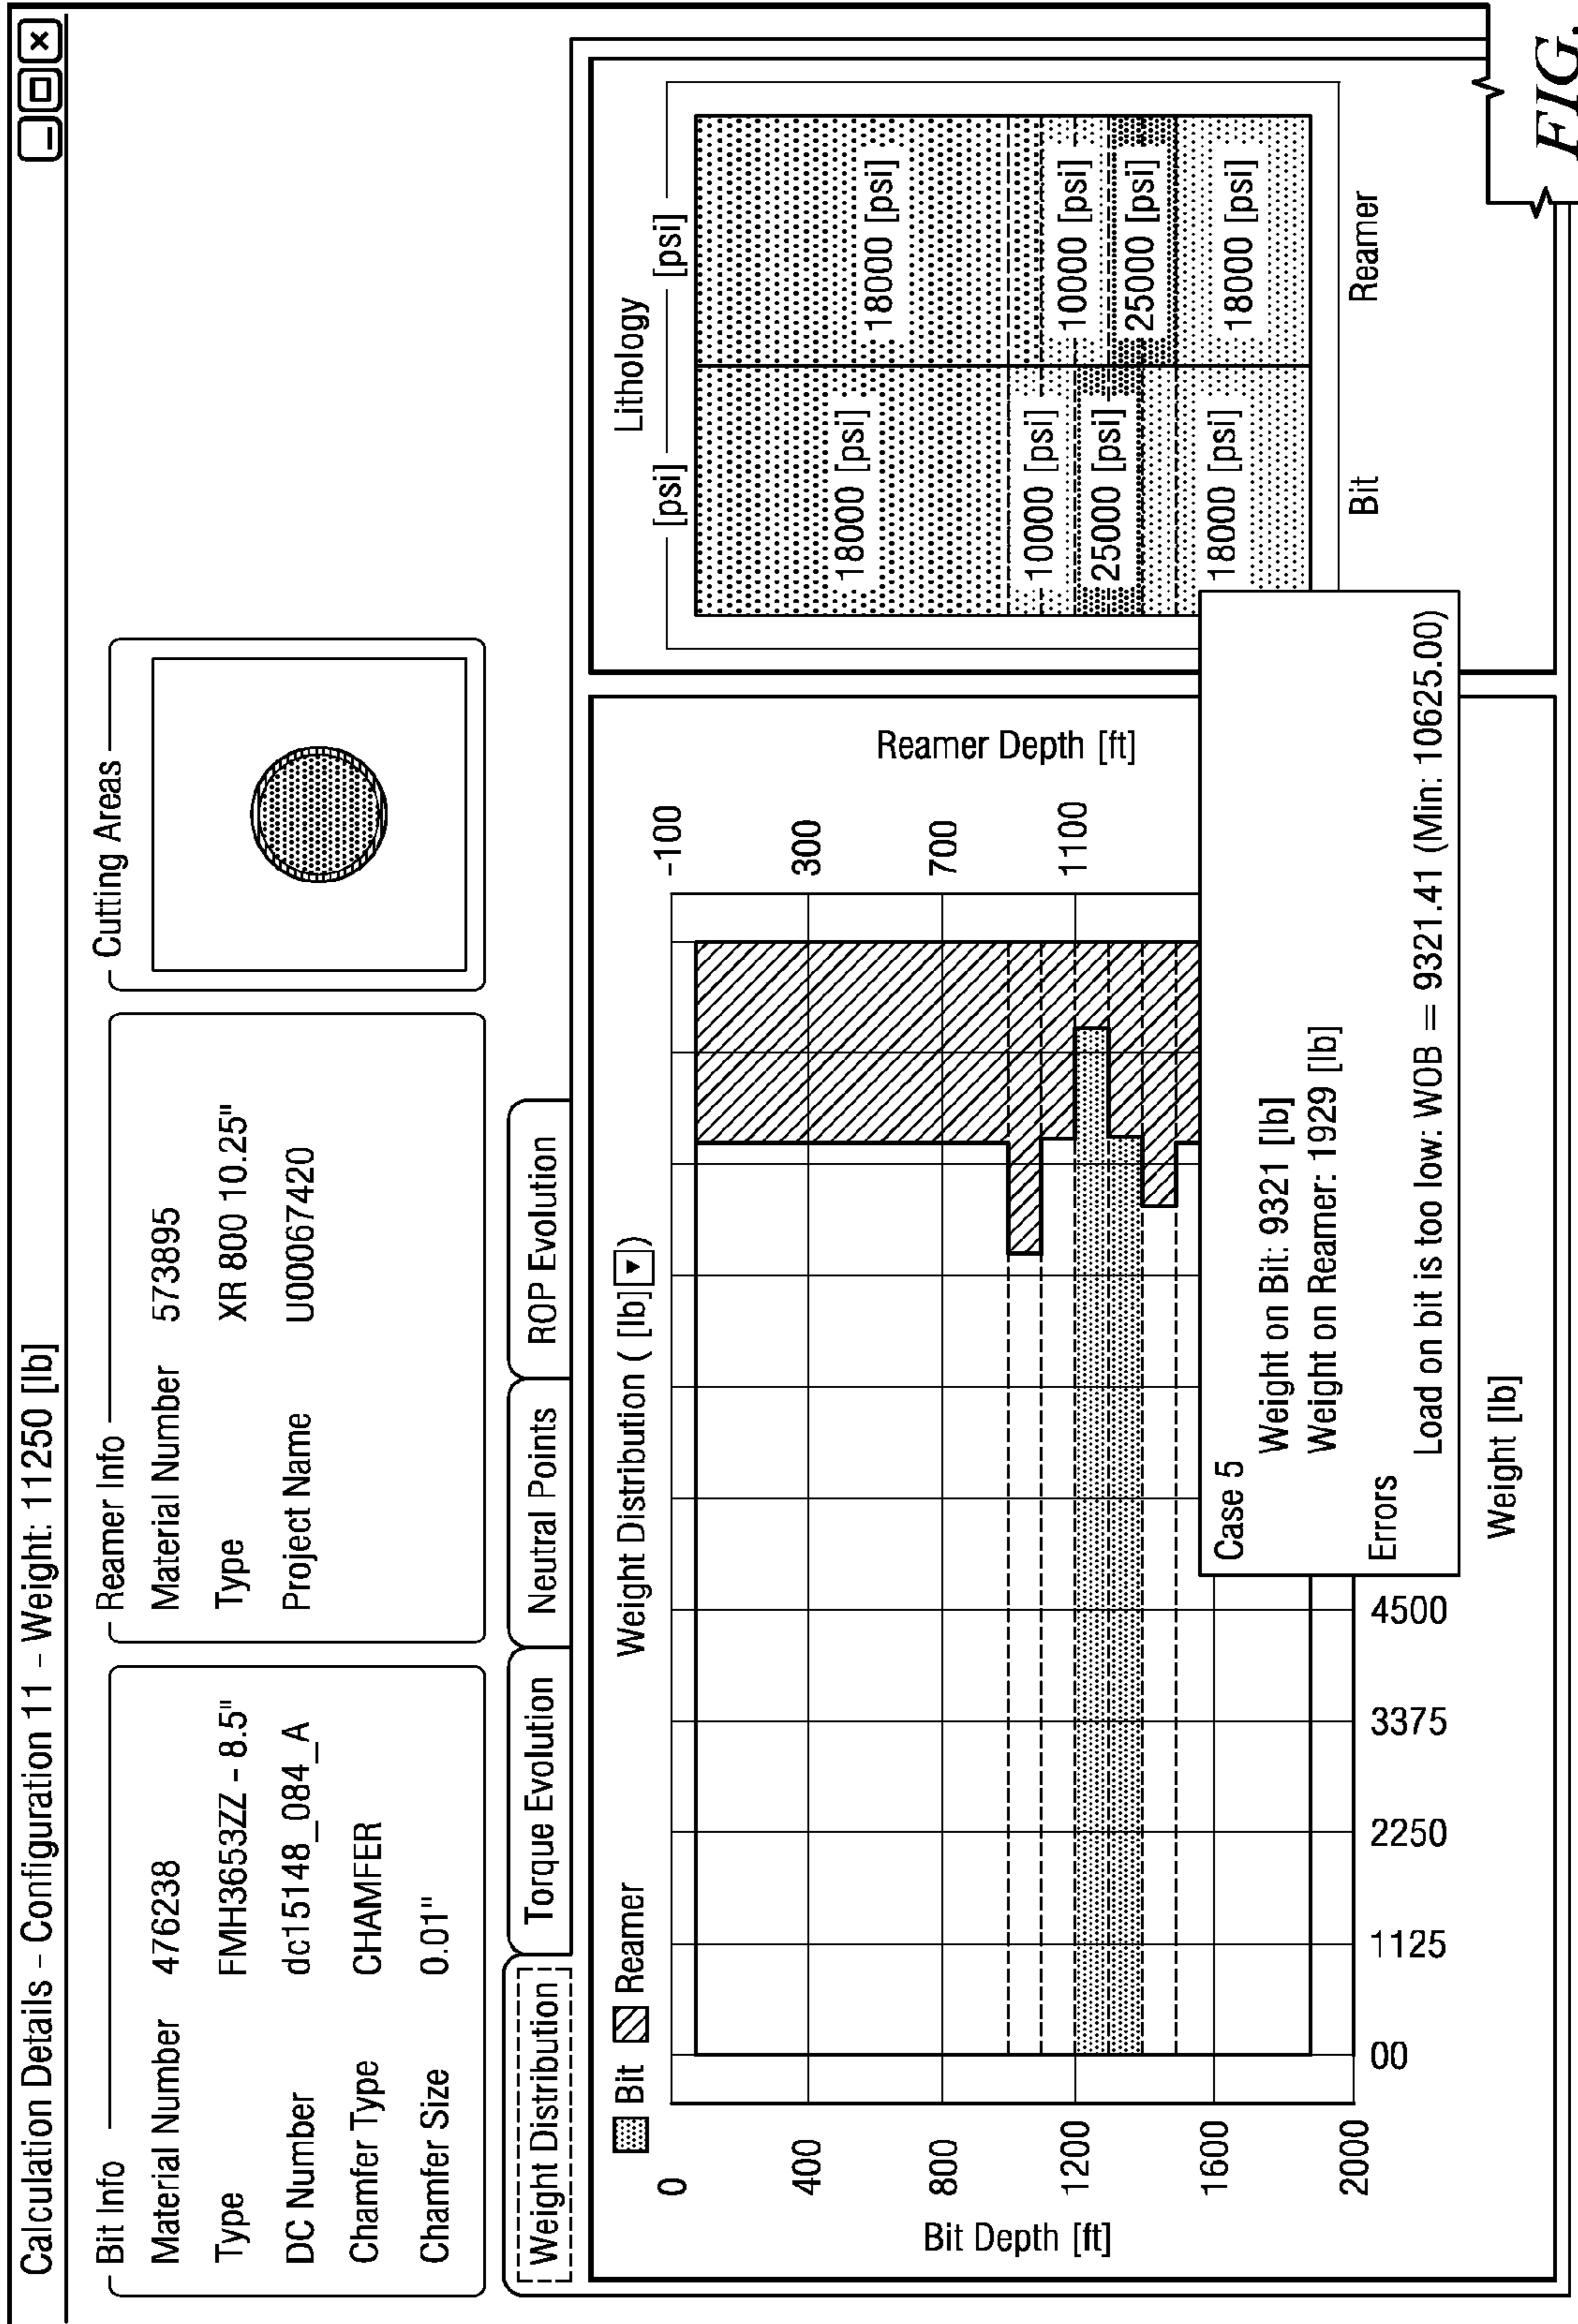 Calculation Details – Configuration 11 – Weight: 11250 [lb]
Bit Info
Material Number 476238
Type FMH3653ZZ - 8.5"
DC Number dc15148_084_A
Chamfer Type CHAMFER
Chamfer Size 0.01"
Reamer Info
Material Number 573895
Type XR 800 10.25"
Project Name U00067420
Cutting Areas
Weight Distribution
Torque Evolution
Neutral Points
ROP Evolution
Bit Reamer
Weight Distribution ( [lb] )
Bit Depth [ft]
0
400
800
1200
1600
2000
Reamer Depth [ft]
-100
300
700
1100
00 1125 2250 3375 4500
Weight [lb]
Case 5
Weight on Bit: 9321 [lb]
Weight on Reamer: 1929 [lb]
Errors
Load on bit is too low: WOB = 9321.41 (Min: 10625.00)
Lithology
[psi] [psi]
18000 [psi] 18000 [psi]
10000 [psi] 10000 [psi]
25000 [psi] 25000 [psi]
18000 [psi] 18000 [psi]
Bit Reamer
FIG.